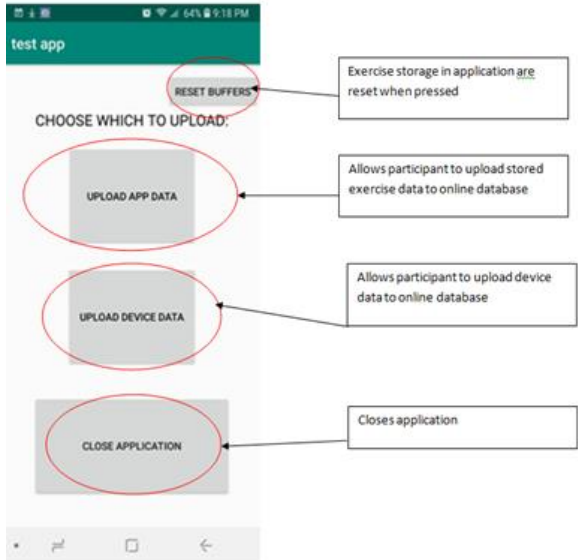 64% 9:18 PM
test app
RESET BUFFERS
CHOOSE WHICH TO UPLOAD:
UPLOAD APP DATA
UPLOAD DEVICE DATA
CLOSE APPLICATION
Exercise storage in application are
reset when pressed
Allows participant to upload stored
exercise data to online database
Allows participant to upload device
data to online database
Closes application